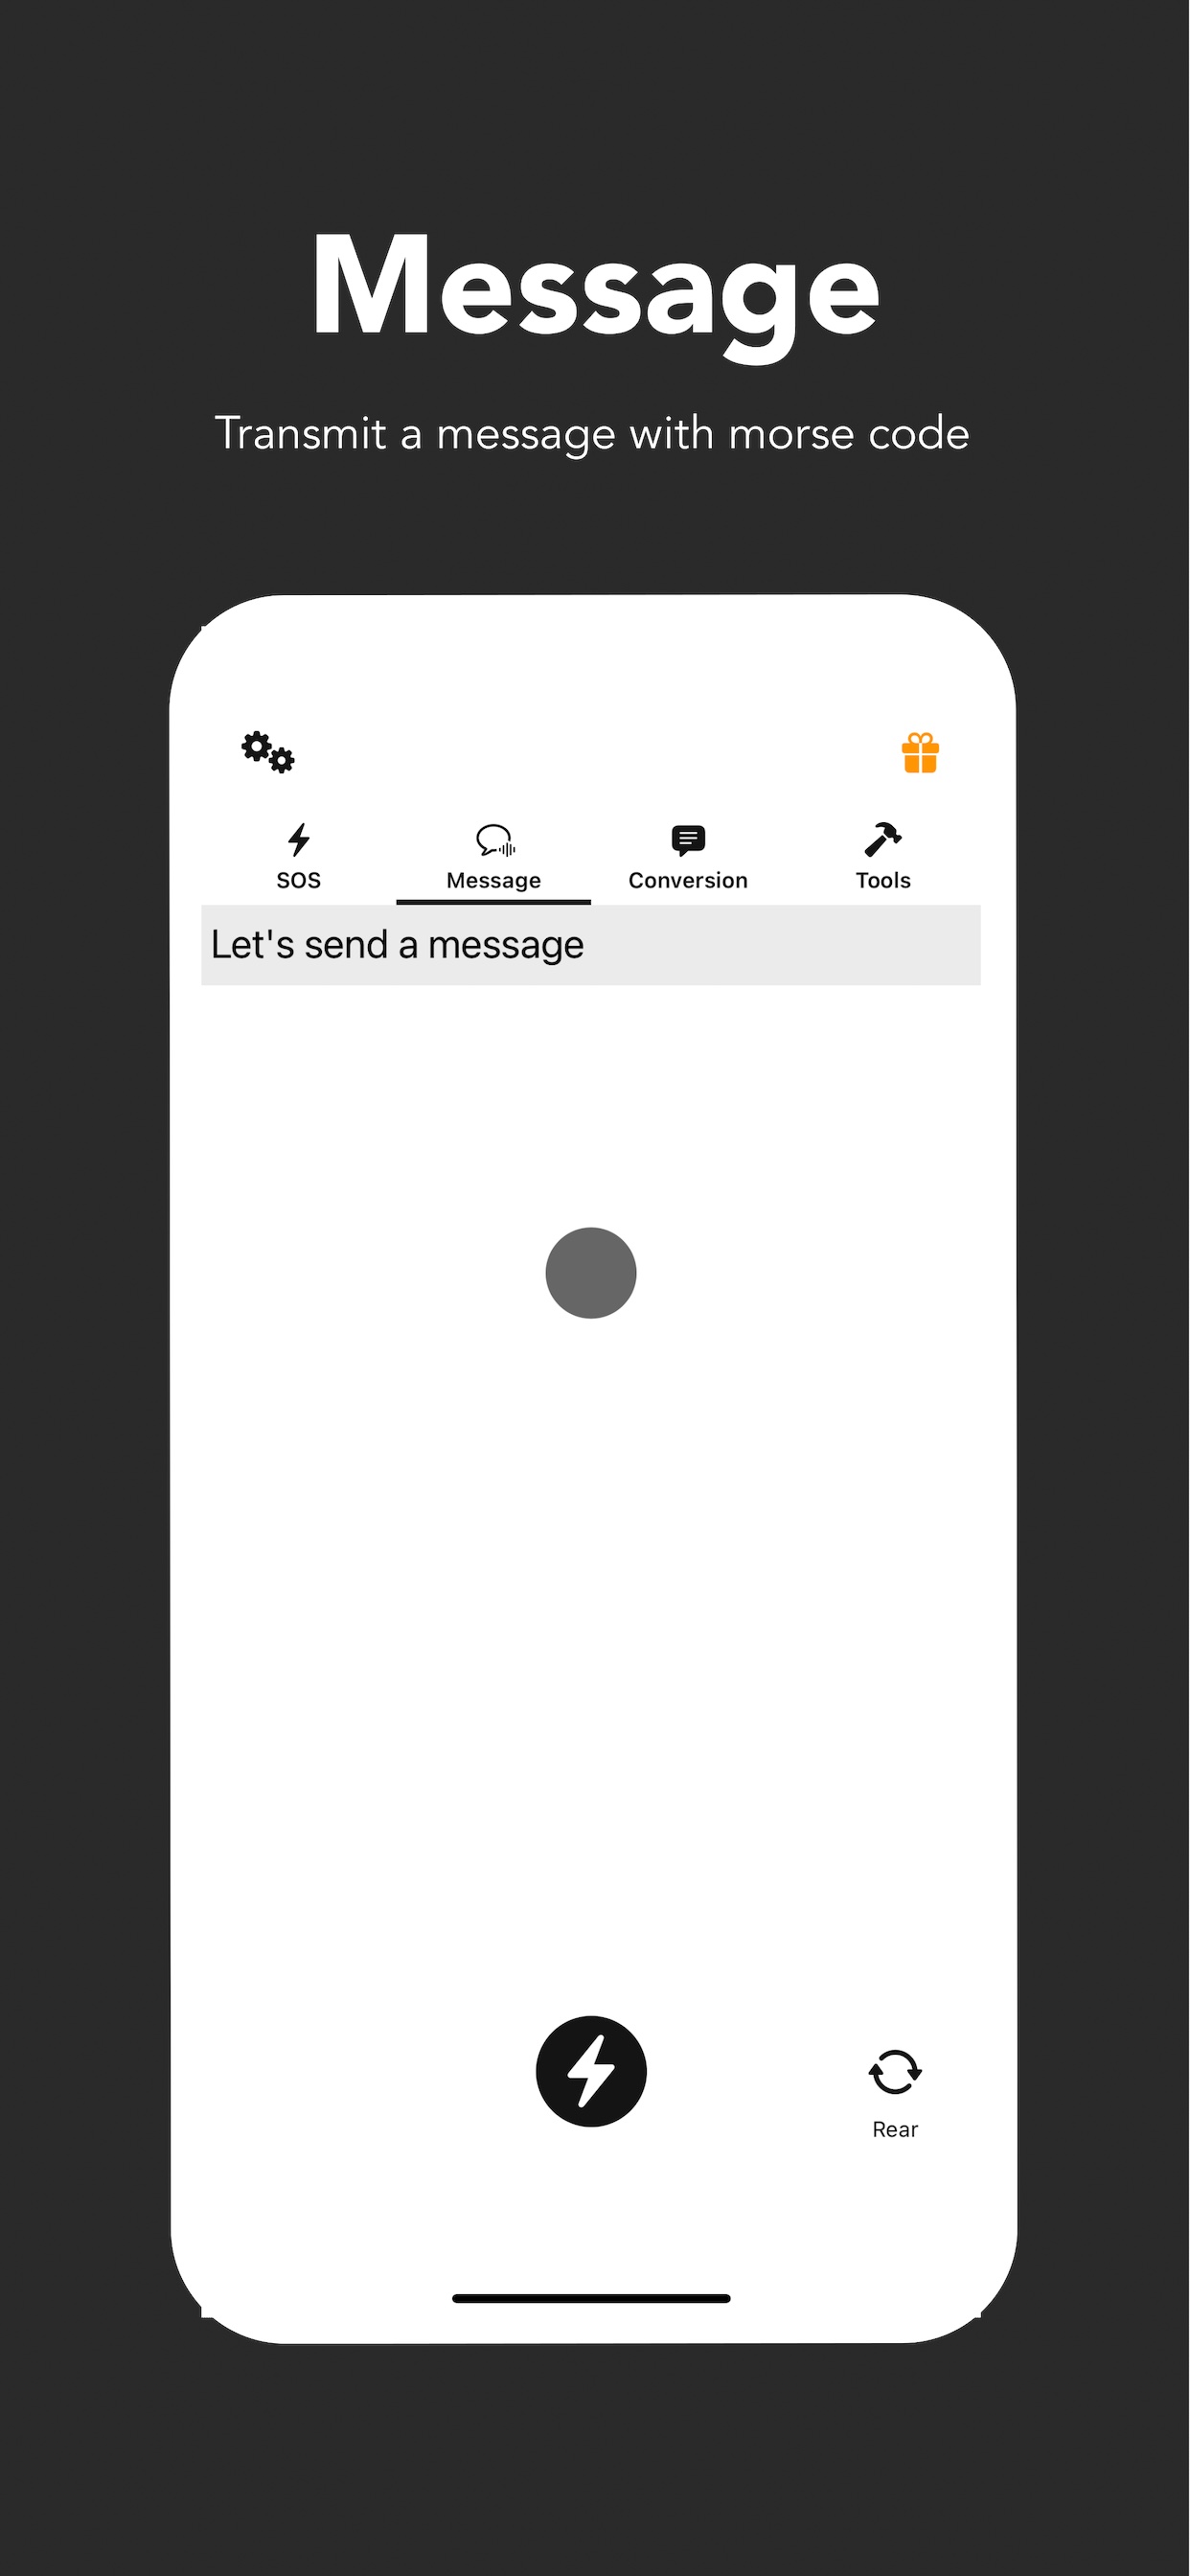 Message
Transmit a message with morse code
SOS
Message
Conversion
Tools
Let's send a message
Rear